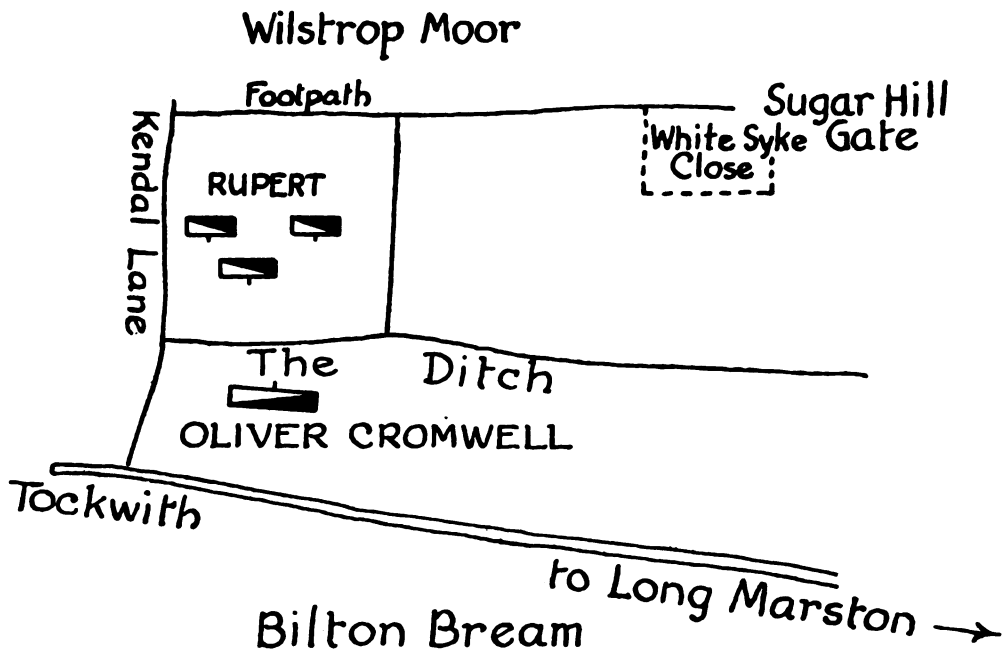 Wilstrop Moor
Footpath
Sugar Hill
Gate
White Syke
Close
Kendal Lane
RUPERT
The Ditch
OLIVER CROMWELL
Tockwith
to Long Marston
Bilton Bream